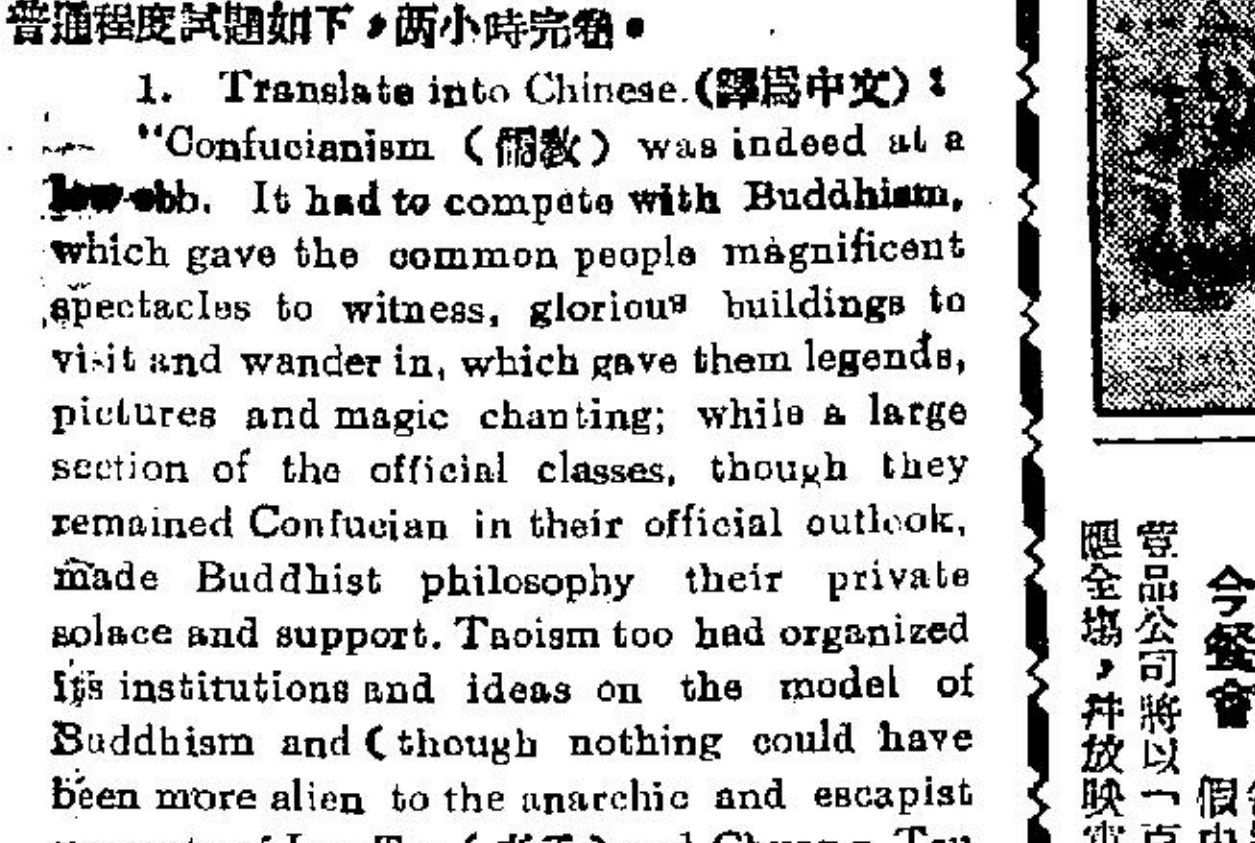 普通程度試題如下，两小時完卷。
1. Translate into Chinese.(譯爲中文)：
"Confucianism (儒教) was indeed at a
low ebb. It had to compete with Buddhism,
which gave the common people magnificent
spectacles to witness, glorious buildings to
visit and wander in, which gave them legends,
pictures and magic chanting; while a large
section of the official classes, though they
remained Confucian in their official outlook,
made Buddhist philosophy their private
solace and support. Taoism too had organized
its institutions and ideas on the model of
Buddhism and (though nothing could have
been more alien to the anarchic and escapist
今餐會
登品公司將以一
應全場，并放映